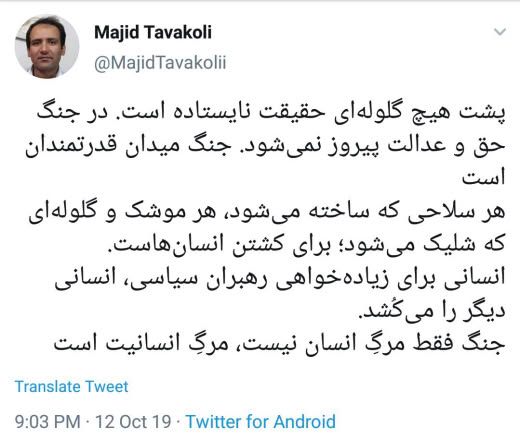 Majid Tavakoli
@MajidTavakolii
پشت هیچ گلوله‌ای حقیقت نایستاده است. در جنگ
حق و عدالت پیروز نمی‌شود. جنگ میدان قدرتمندان
است
هر سلاحی که ساخته می‌شود، هر موشک و گلوله‌ای
که شلیک می‌شود؛ برای کشتن انسان‌هاست.
انسانی برای زیاده‌خواهی رهبران سیاسی، انسانی
دیگر را می‌کُشد.
جنگ فقط مرگِ انسان نیست، مرگِ انسانیت است
Translate Tweet
9:03 PM · 12 Oct 19 · Twitter for Android